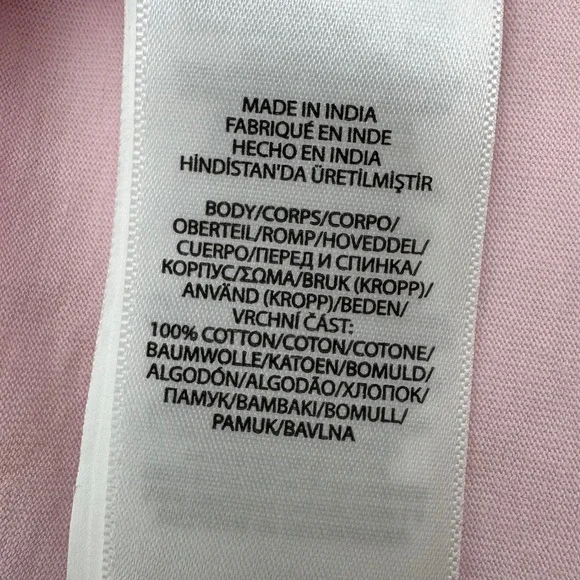 MADE IN INDIA
FABRIQUÉ EN INDE
HECHO EN INDIA
HİNDİSTAN'DA ÜRETİLMİŞTİR
BODY/CORPS/CORPO/
OBERTEIL/ROMP/HOVEDDEL/
CUERPO/ПЕРЕД И СПИНКА/
КОРПУС/ΣΩΜΑ/BRUK (KROPP)/
ANVÄND (KROPP)/BEDEN/
VRCHNÍ ČÁST:
100% COTTON/COTON/COTONE/
BAUMWOLLE/KATOEN/BOMULD/
ALGODÓN/ALGODÃO/ХЛОПОК/
ПАМУК/BAMBAKI/BOMULL/
PAMUK/BAVLNA